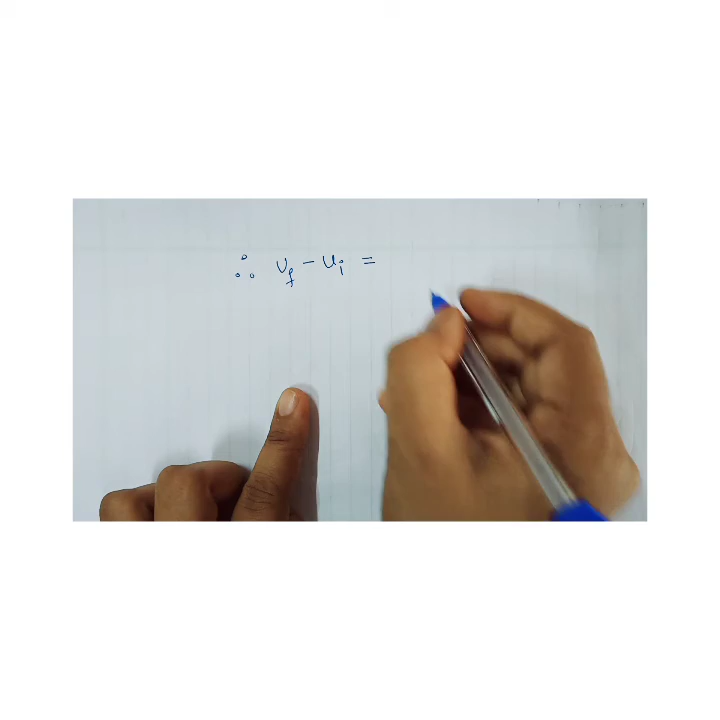 ∴ U_f - U_i =